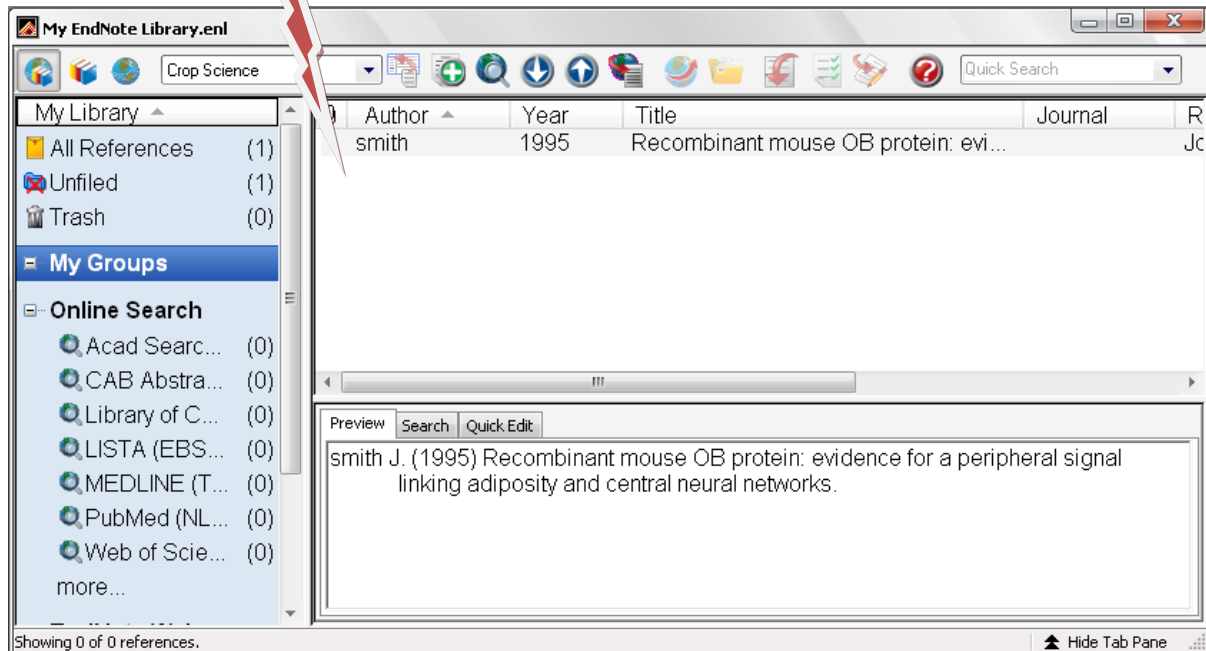 My EndNote Library.enl
Crop Science
Quick Search
My Library
All References (1)
Unfiled (1)
Trash (0)
My Groups
Online Search
Acad Searc... (0)
CAB Abstra... (0)
Library of C... (0)
LISTA (EBS... (0)
MEDLINE (T... (0)
PubMed (NL... (0)
Web of Scie... (0)
more...
Author Year Title Journal R
smith 1995 Recombinant mouse OB protein: evi... Jo
Preview Search Quick Edit
smith J. (1995) Recombinant mouse OB protein: evidence for a peripheral signal
linking adiposity and central neural networks.
Showing 0 of 0 references.
Hide Tab Pane